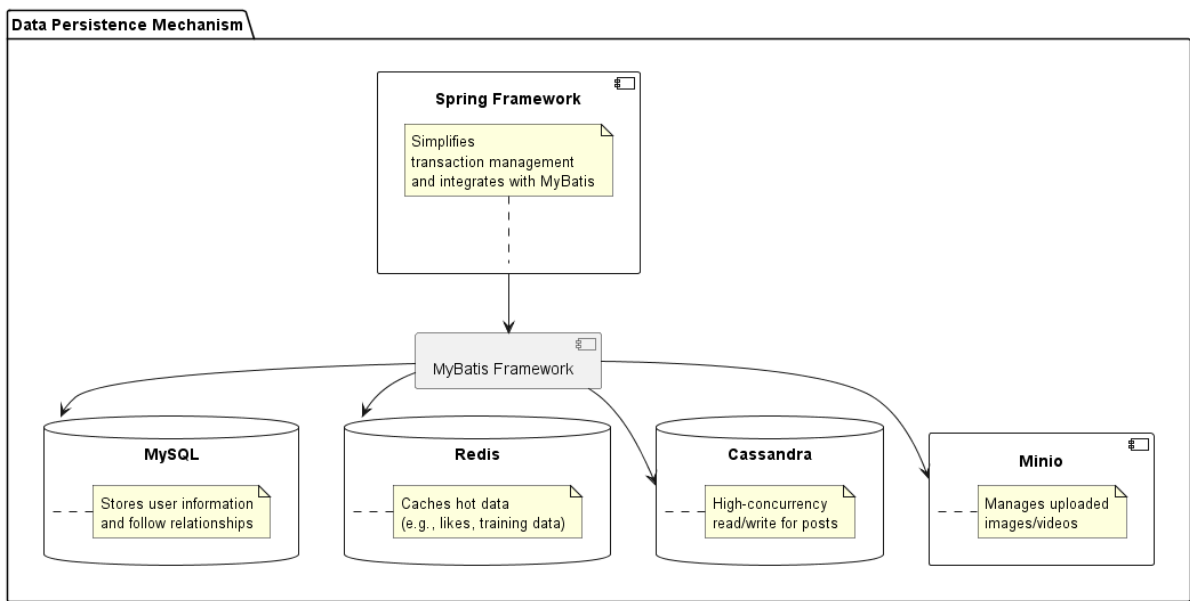 Data Persistence Mechanism
Spring Framework
Simplifies
transaction management
and integrates with MyBatis
MyBatis Framework
MySQL
Stores user information
and follow relationships
Redis
Caches hot data
(e.g., likes, training data)
Cassandra
High-concurrency
read/write for posts
Minio
Manages uploaded
images/videos